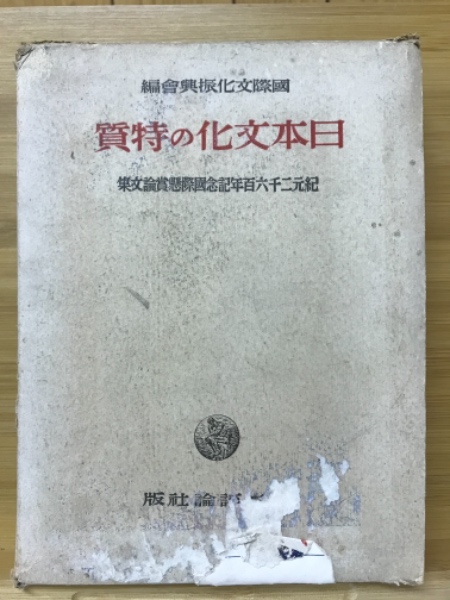 國際文化振興會編
日本文化の特質
紀元二千六百年記念國際懸賞論文集
評論社版